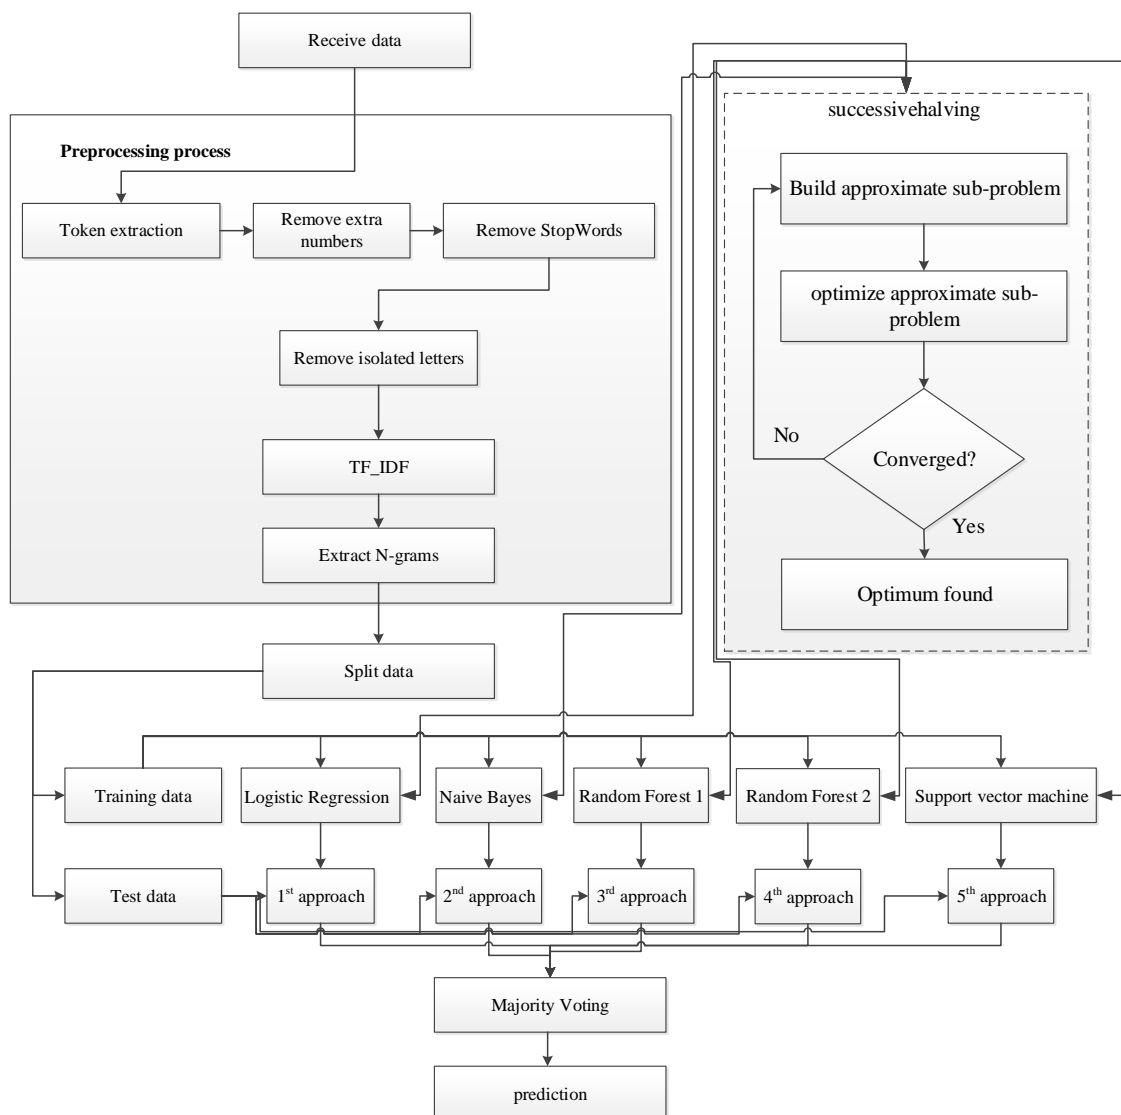 Receive data
Preprocessing process
Token extraction
Remove extra
numbers
Remove StopWords
Remove isolated letters
TF_IDF
Extract N-grams
Split data
successivehalving
Build approximate sub-problem
optimize approximate sub-
problem
Converged?
No
Yes
Optimum found
Training data
Logistic Regression
Naive Bayes
Random Forest 1
Random Forest 2
Support vector machine
Test data
1st approach
2nd approach
3rd approach
4th approach
5th approach
Majority Voting
prediction